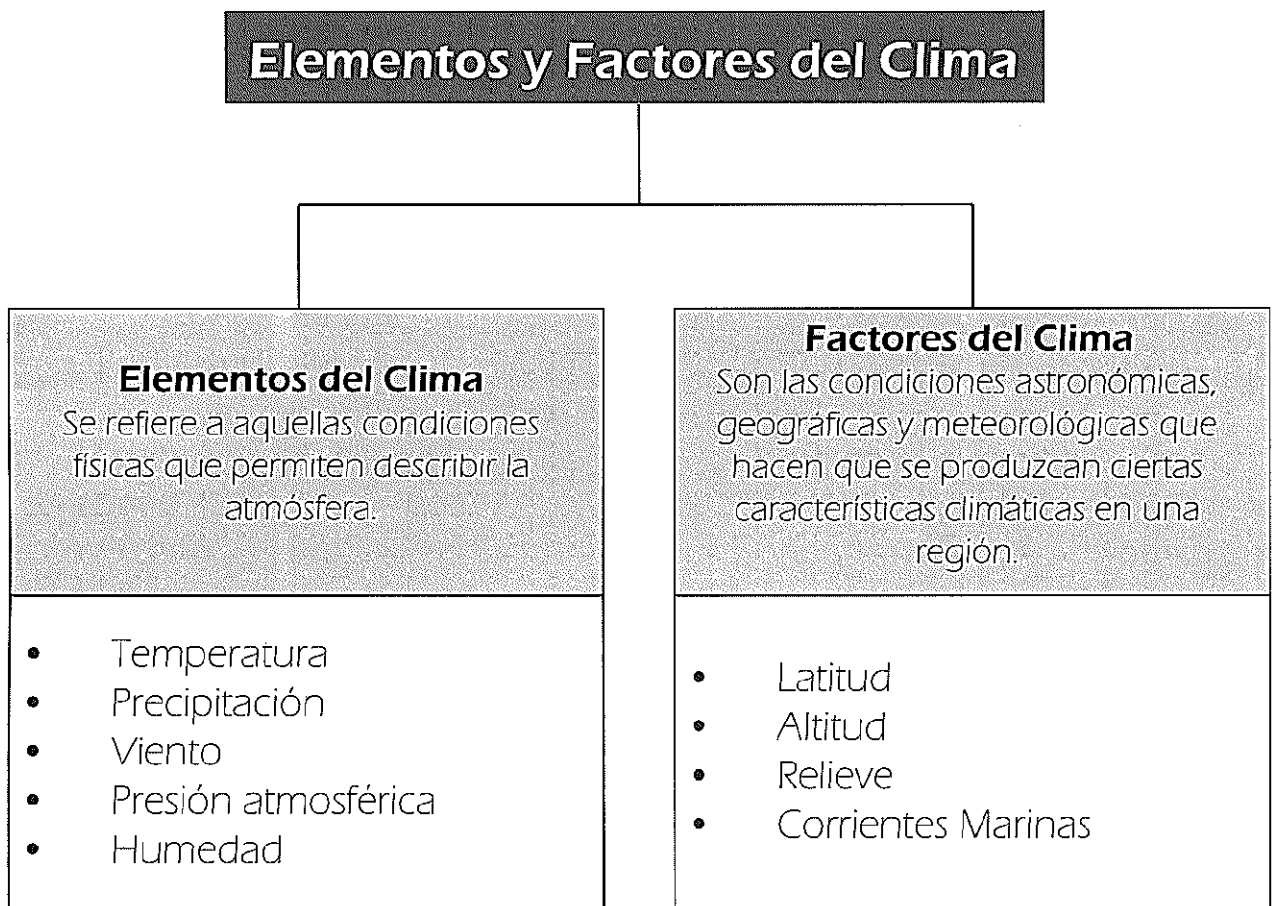 Elementos y Factores del Clima
Elementos del Clima
Se refiere a aquellas condiciones
físicas que permiten describir la
atmósfera.
• Temperatura
• Precipitación
• Viento
• Presión atmosférica
• Humedad
Factores del Clima
Son las condiciones astronómicas,
geográficas y meteorológicas que
hacen que se produzcan ciertas
características climáticas en una
región.
• Latitud
• Altitud
• Relieve
• Corrientes Marinas